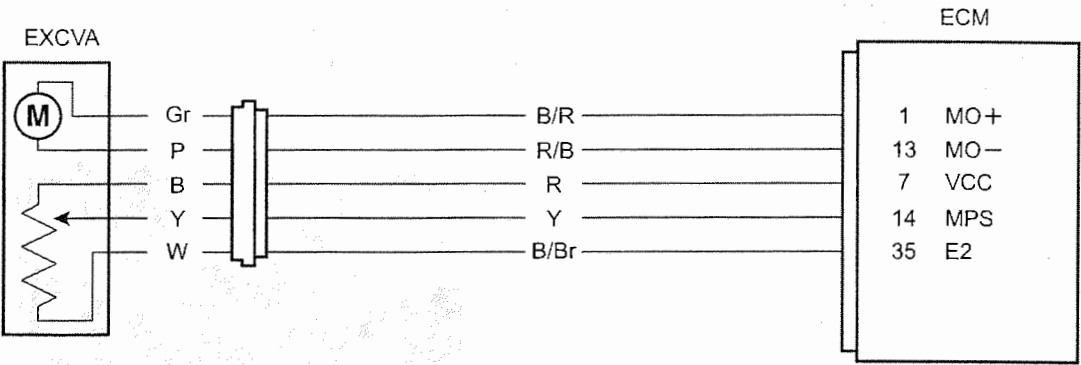 ECM
EXCVA
M Gr B/R 1 MO+
P R/B 13 MO−
B R 7 VCC
Y Y 14 MPS
W B/Br 35 E2